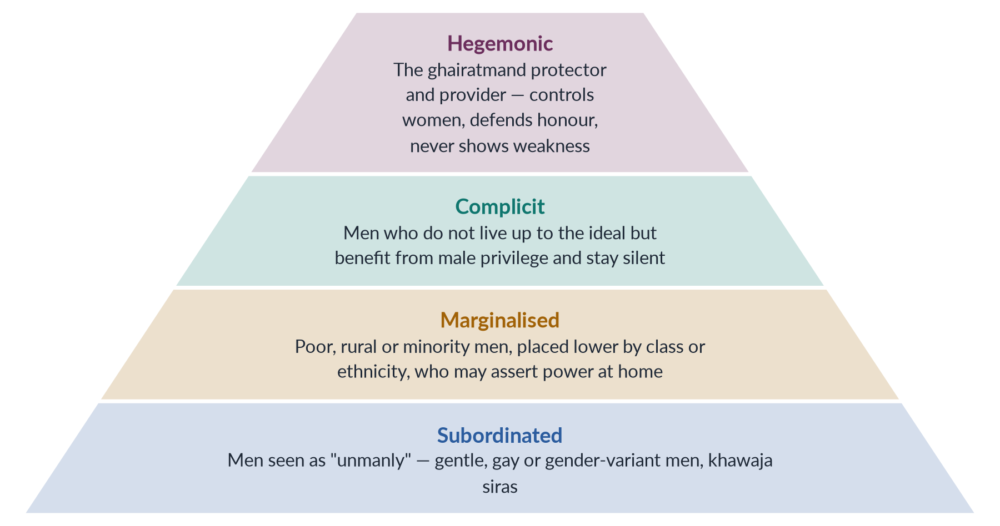 Hegemonic
The ghairatmand protector
and provider — controls
women, defends honour,
never shows weakness
Complicit
Men who do not live up to the ideal but
benefit from male privilege and stay silent
Marginalised
Poor, rural or minority men, placed lower by class or
ethnicity, who may assert power at home
Subordinated
Men seen as "unmanly" — gentle, gay or gender-variant men, khawaja
siras